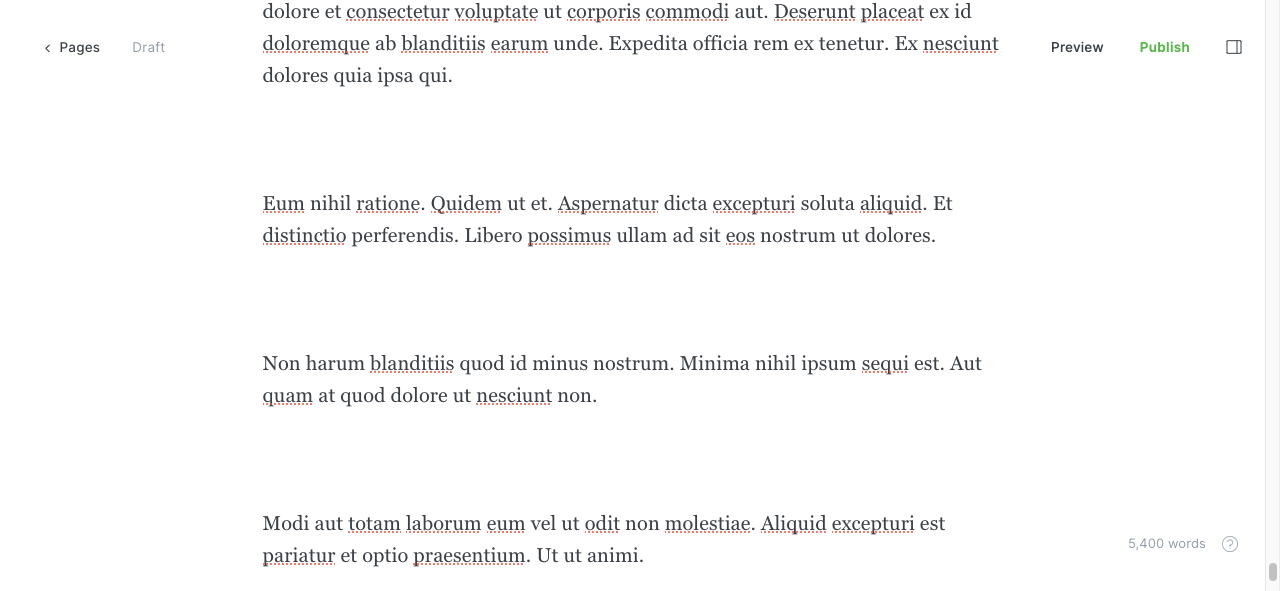 dolore et consectetur voluptate ut corporis commodi aut. Deserunt placeat ex id
Pages Draft
doloremque ab blanditiis earum unde. Expedita officia rem ex tenetur. Ex nesciunt
Preview Publish
dolores quia ipsa qui.
Eum nihil ratione. Quidem ut et. Aspernatur dicta excepturi soluta aliquid. Et
distinctio perferendis. Libero possimus ullam ad sit eos nostrum ut dolores.
Non harum blanditiis quod id minus nostrum. Minima nihil ipsum sequi est. Aut
quam at quod dolore ut nesciunt non.
Modi aut totam laborum eum vel ut odit non molestiae. Aliquid excepturi est
pariatur et optio praesentium. Ut ut animi.
5,400 words